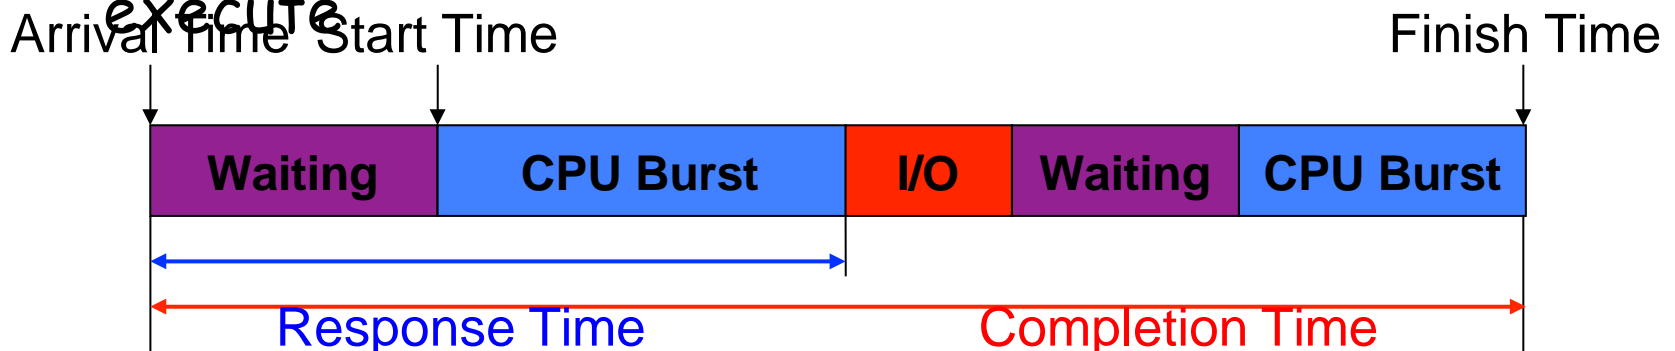 execute
Arrival Time Start Time Finish Time
Waiting CPU Burst I/O Waiting CPU Burst
Response Time Completion Time